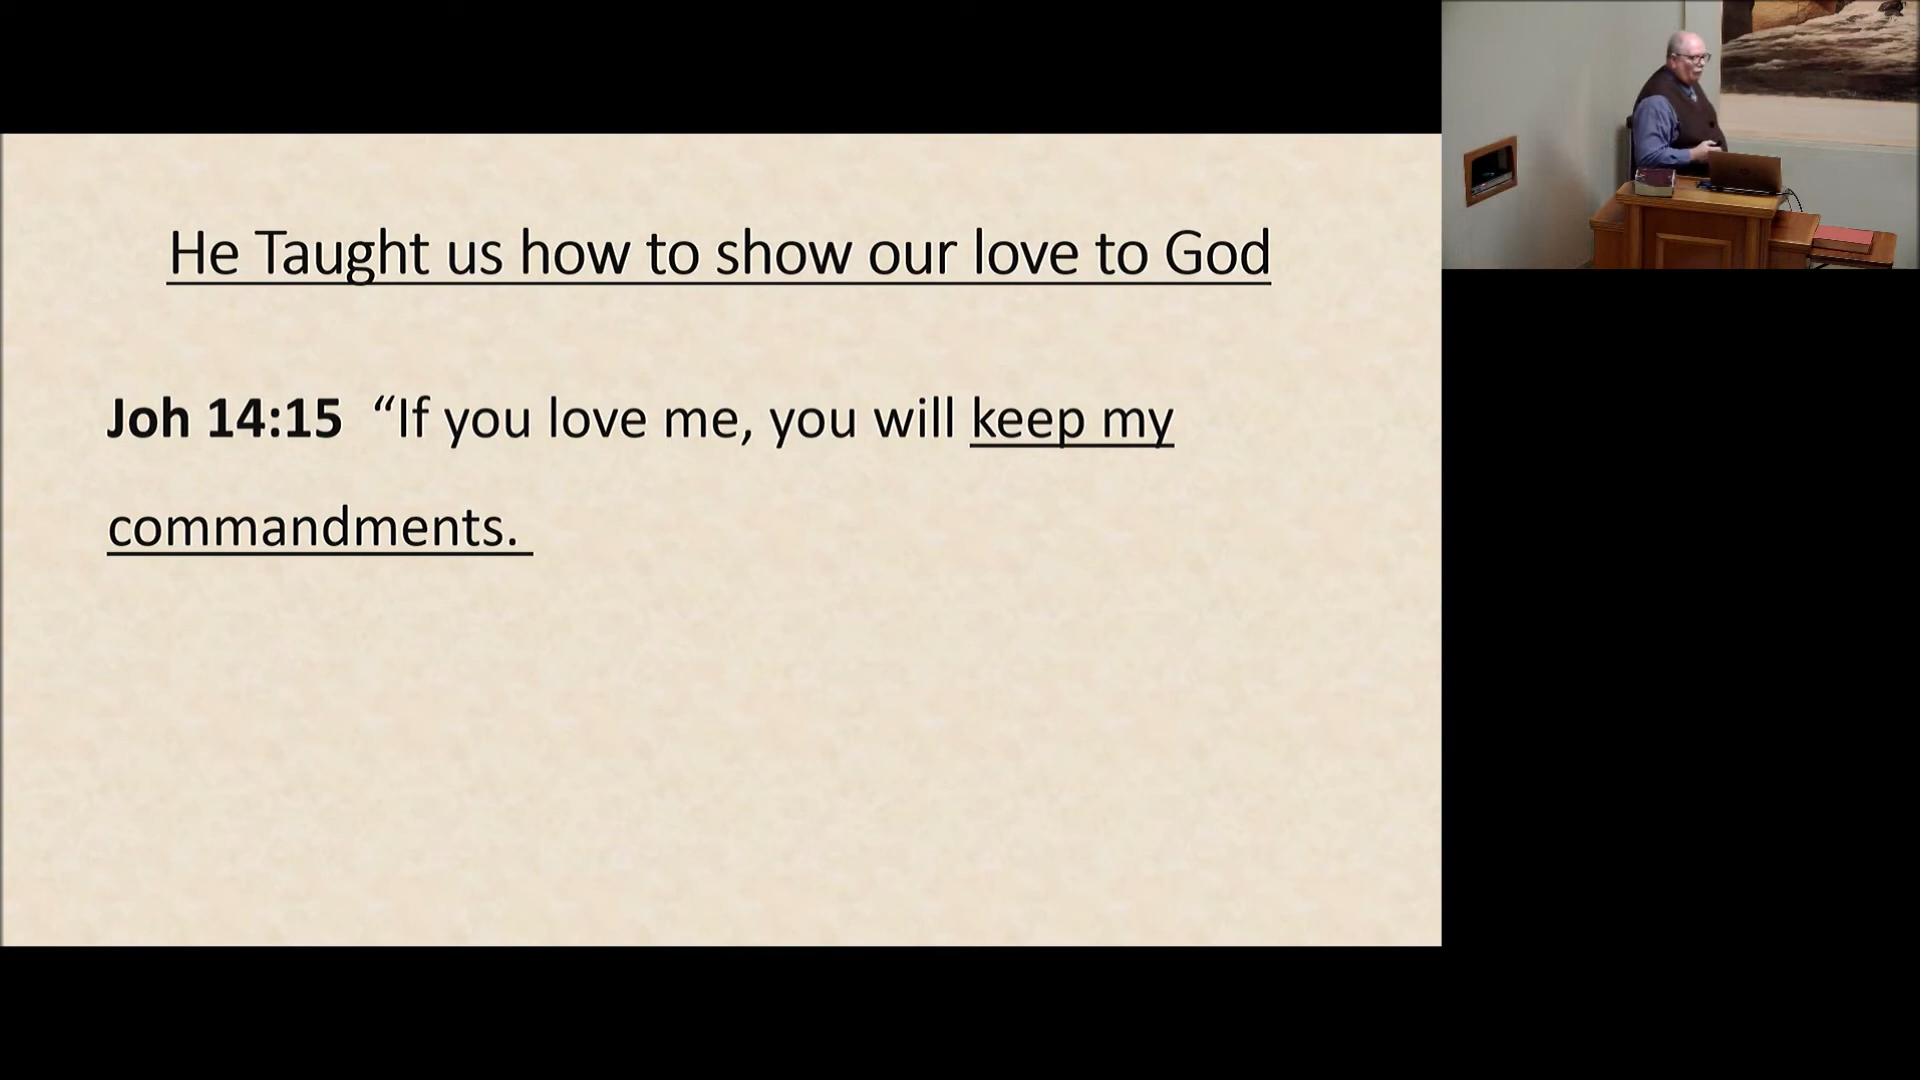 He Taught us how to show our love to God
Joh 14:15  “If you love me, you will keep my
commandments.